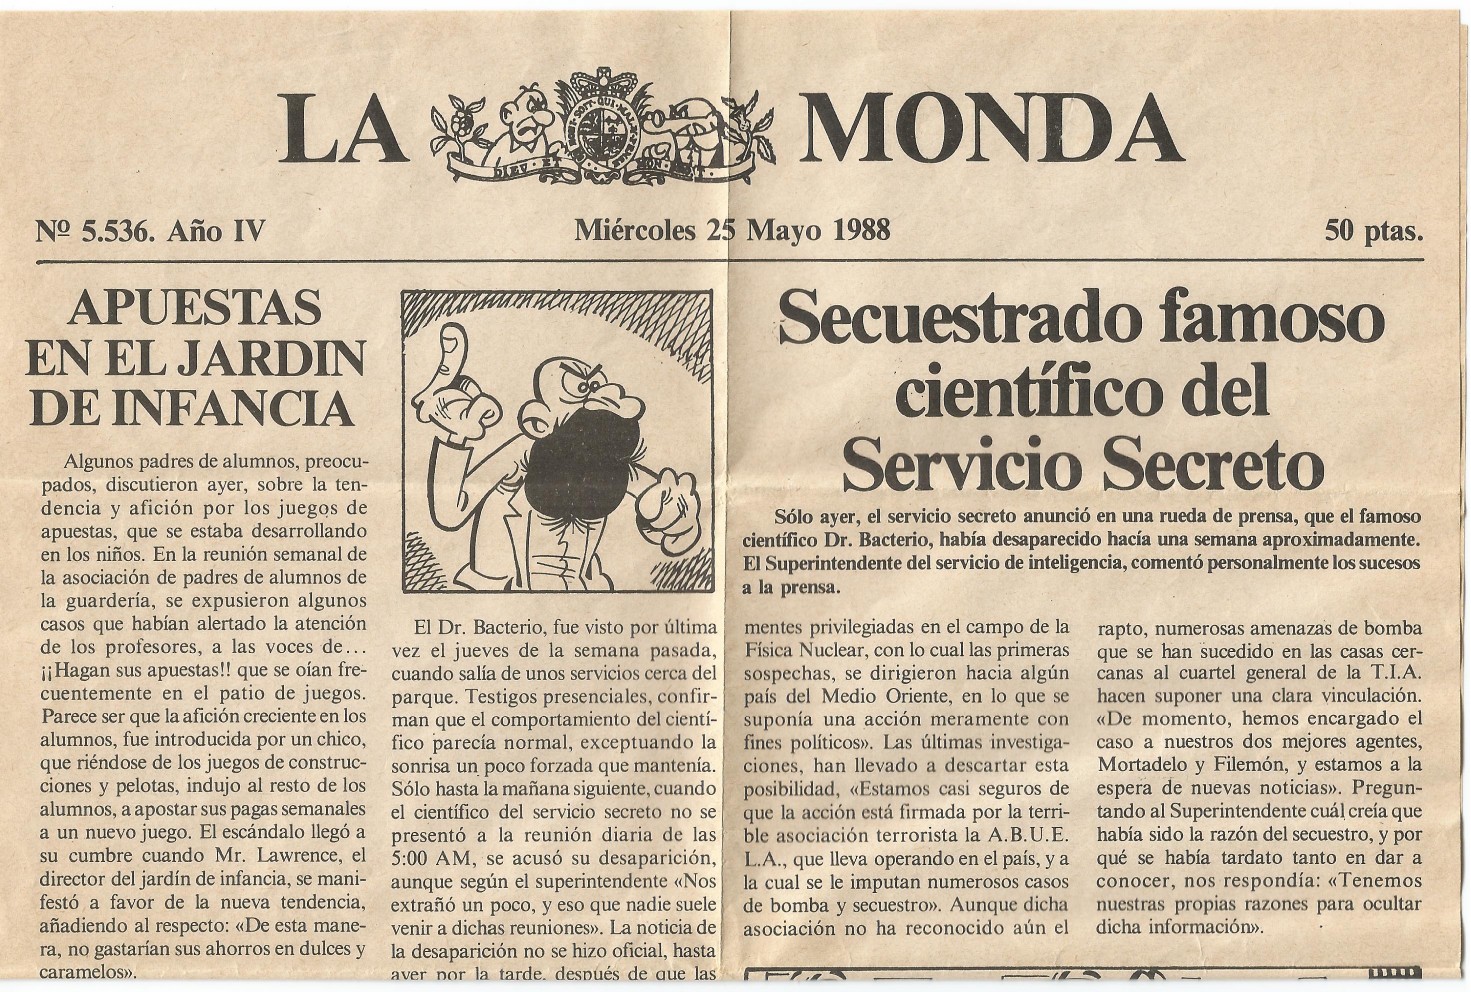 LA MONDA
DIEU · ET MON
Nº 5.536. Año IV
Miércoles 25 Mayo 1988
50 ptas.
APUESTAS
EN EL JARDIN
DE INFANCIA
Algunos padres de alumnos, preocu-
pados, discutieron ayer, sobre la ten-
dencia y afición por los juegos de
apuestas, que se estaba desarrollando
en los niños. En la reunión semanal de
la asociación de padres de alumnos de
la guardería, se expusieron algunos
casos que habían alertado la atención
de los profesores, a las voces de...
¡¡Hagan sus apuestas!! que se oían fre-
cuentemente en el patio de juegos.
Parece ser que la afición creciente en los
alumnos, fue introducida por un chico,
que riéndose de los juegos de construc-
ciones y pelotas, indujo al resto de los
alumnos, a apostar sus pagas semanales
a un nuevo juego. El escándalo llegó a
su cumbre cuando Mr. Lawrence, el
director del jardín de infancia, se mani-
festó a favor de la nueva tendencia,
añadiendo al respecto: «De esta mane-
ra, no gastarían sus ahorros en dulces y
caramelos».
Secuestrado famoso
científico del
Servicio Secreto
Sólo ayer, el servicio secreto anunció en una rueda de prensa, que el famoso
científico Dr. Bacterio, había desaparecido hacía una semana aproximadamente.
El Superintendente del servicio de inteligencia, comentó personalmente los sucesos
a la prensa.
El Dr. Bacterio, fue visto por última
vez el jueves de la semana pasada,
cuando salía de unos servicios cerca del
parque. Testigos presenciales, confir-
man que el comportamiento del cientí-
fico parecía normal, exceptuando la
sonrisa un poco forzada que mantenía.
Sólo hasta la mañana siguiente, cuando
el científico del servicio secreto no se
presentó a la reunión diaria de las
5:00 AM, se acusó su desaparición,
aunque según el superintendente «Nos
extrañó un poco, y eso que nadie suele
venir a dichas reuniones». La noticia de
la desaparición no se hizo oficial, hasta
ayer por la tarde, después de que las
mentes privilegiadas en el campo de la
Física Nuclear, con lo cual las primeras
sospechas, se dirigieron hacia algún
país del Medio Oriente, en lo que se
suponía una acción meramente con
fines políticos». Las últimas investiga-
ciones, han llevado a descartar esta
posibilidad, «Estamos casi seguros de
que la acción está firmada por la terri-
ble asociación terrorista la A.B.U.E.
L.A., que lleva operando en el país, y a
la cual se le imputan numerosos casos
de bomba y secuestro». Aunque dicha
asociación no ha reconocido aún el
rapto, numerosas amenazas de bomba
que se han sucedido en las casas cer-
canas al cuartel general de la T.I.A.
hacen suponer una clara vinculación.
«De momento, hemos encargado el
caso a nuestros dos mejores agentes,
Mortadelo y Filemón, y estamos a la
espera de nuevas noticias». Pregun-
tando al Superintendente cuál creía que
había sido la razón del secuestro, y por
qué se había tardato tanto en dar a
conocer, nos respondía: «Tenemos
nuestras propias razones para ocultar
dicha información».